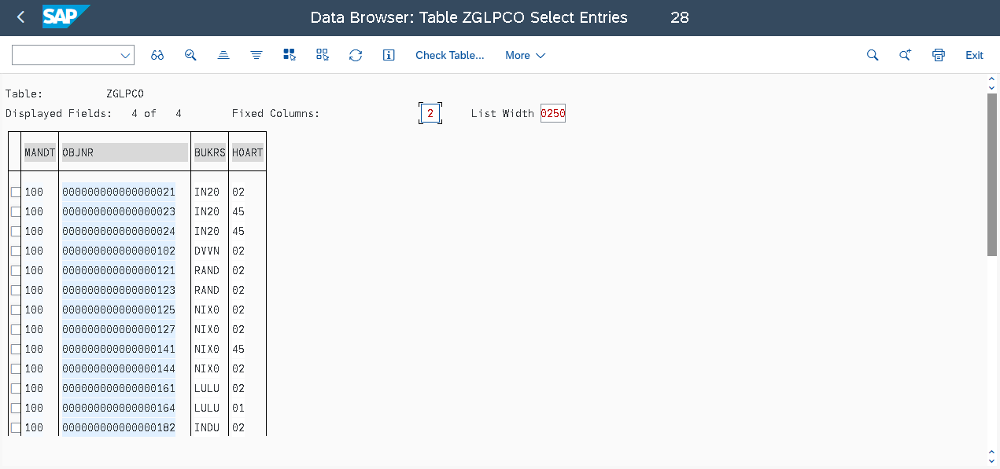 SAP Data Browser: Table ZGLPCO Select Entries 28
Check Table... More Exit
Table: ZGLPCO
Displayed Fields: 4 of 4 Fixed Columns: 2 List Width 0250
MANDT OBJNR BUKRS HOART
100 000000000000000021 IN20 02
100 000000000000000023 IN20 45
100 000000000000000024 IN20 45
100 000000000000000102 DVVN 02
100 000000000000000121 RAND 02
100 000000000000000123 RAND 02
100 000000000000000125 NIX0 02
100 000000000000000127 NIX0 02
100 000000000000000141 NIX0 45
100 000000000000000144 NIX0 02
100 000000000000000161 LULU 02
100 000000000000000164 LULU 01
100 000000000000000182 INDU 02